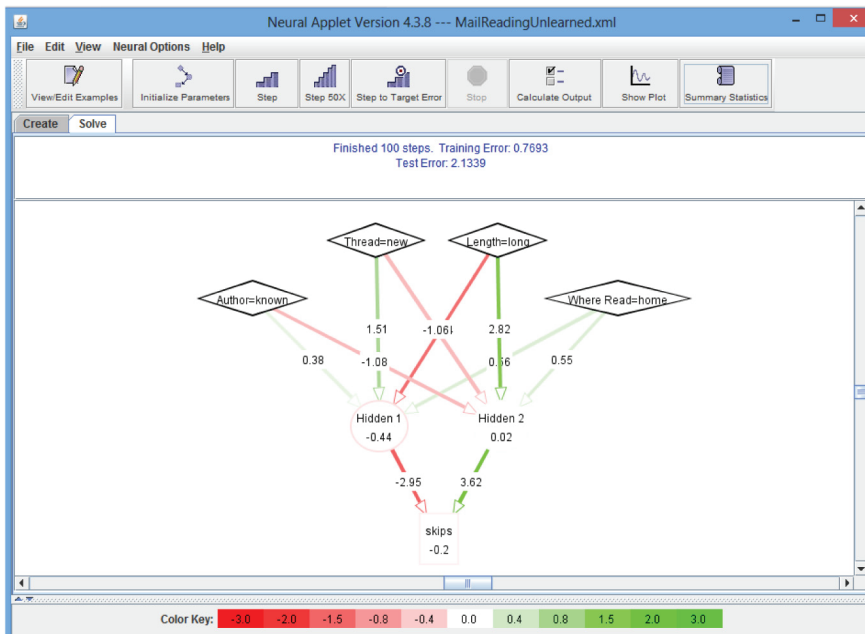 Neural Applet Version 4.3.8 --- MailReadingUnlearned.xml
File Edit View Neural Options Help
View/Edit Examples Initialize Parameters Step Step 50X Step to Target Error Stop Calculate Output Show Plot Summary Statistics
Create Solve
Finished 100 steps. Training Error: 0.7693
Test Error: 2.1339
Thread=new Length=long
Author=known Where Read=home
1.51 2.82
0.38 -1.08 0.55
Hidden 1 Hidden 2
-0.44 0.02
-2.95 3.62
skips
-0.2
Color Key: -3.0 -2.0 -1.5 -0.8 -0.4 0.0 0.4 0.8 1.5 2.0 3.0